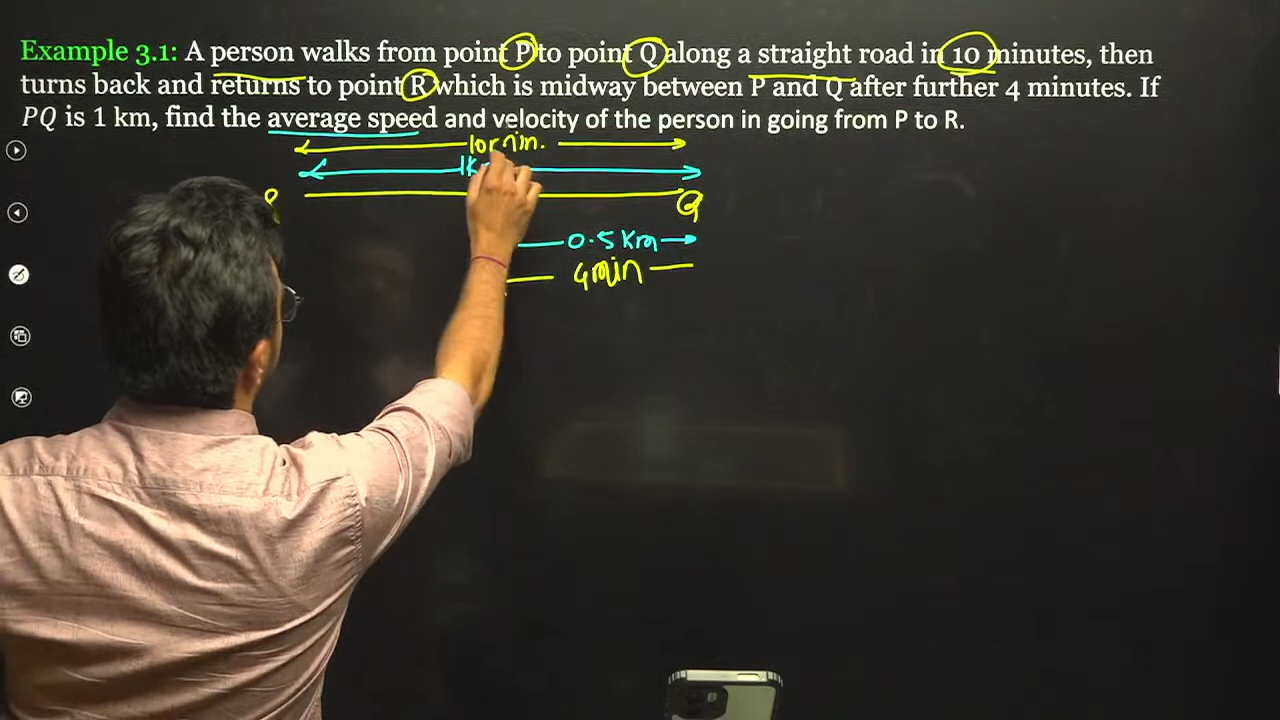 Example 3.1: A person walks from point P to point Q along a straight road in 10 minutes, then
turns back and returns to point R which is midway between P and Q after further 4 minutes. If
PQ is 1 km, find the average speed and velocity of the person in going from P to R.
10 min.
Q
0.5 Km
4min